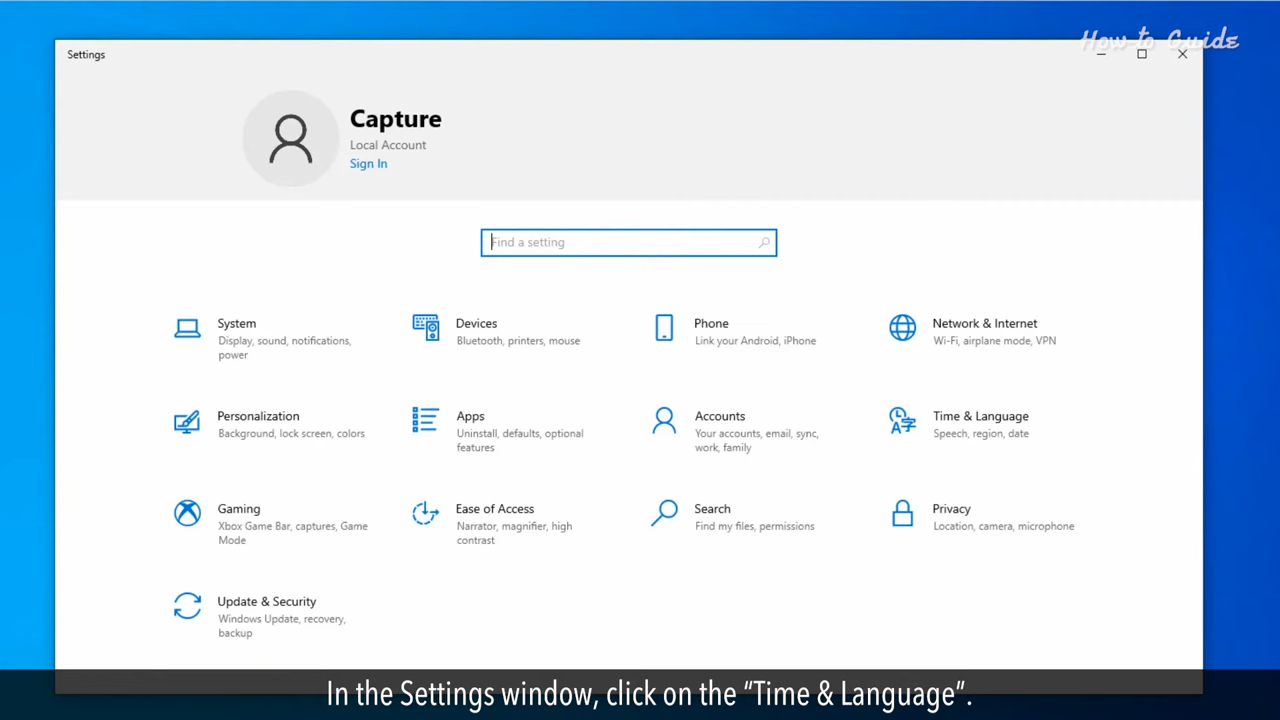 How-to Guide
Settings
Capture
Local Account
Sign In
Find a setting
System
Display, sound, notifications,
power
Devices
Bluetooth, printers, mouse
Phone
Link your Android, iPhone
Network & Internet
Wi-Fi, airplane mode, VPN
Personalization
Background, lock screen, colors
Apps
Uninstall, defaults, optional
features
Accounts
Your accounts, email, sync,
work, family
Time & Language
Speech, region, date
Gaming
Xbox Game Bar, captures, Game
Mode
Ease of Access
Narrator, magnifier, high
contrast
Search
Find my files, permissions
Privacy
Location, camera, microphone
Update & Security
Windows Update, recovery,
backup
In the Settings window, click on the “Time & Language”.